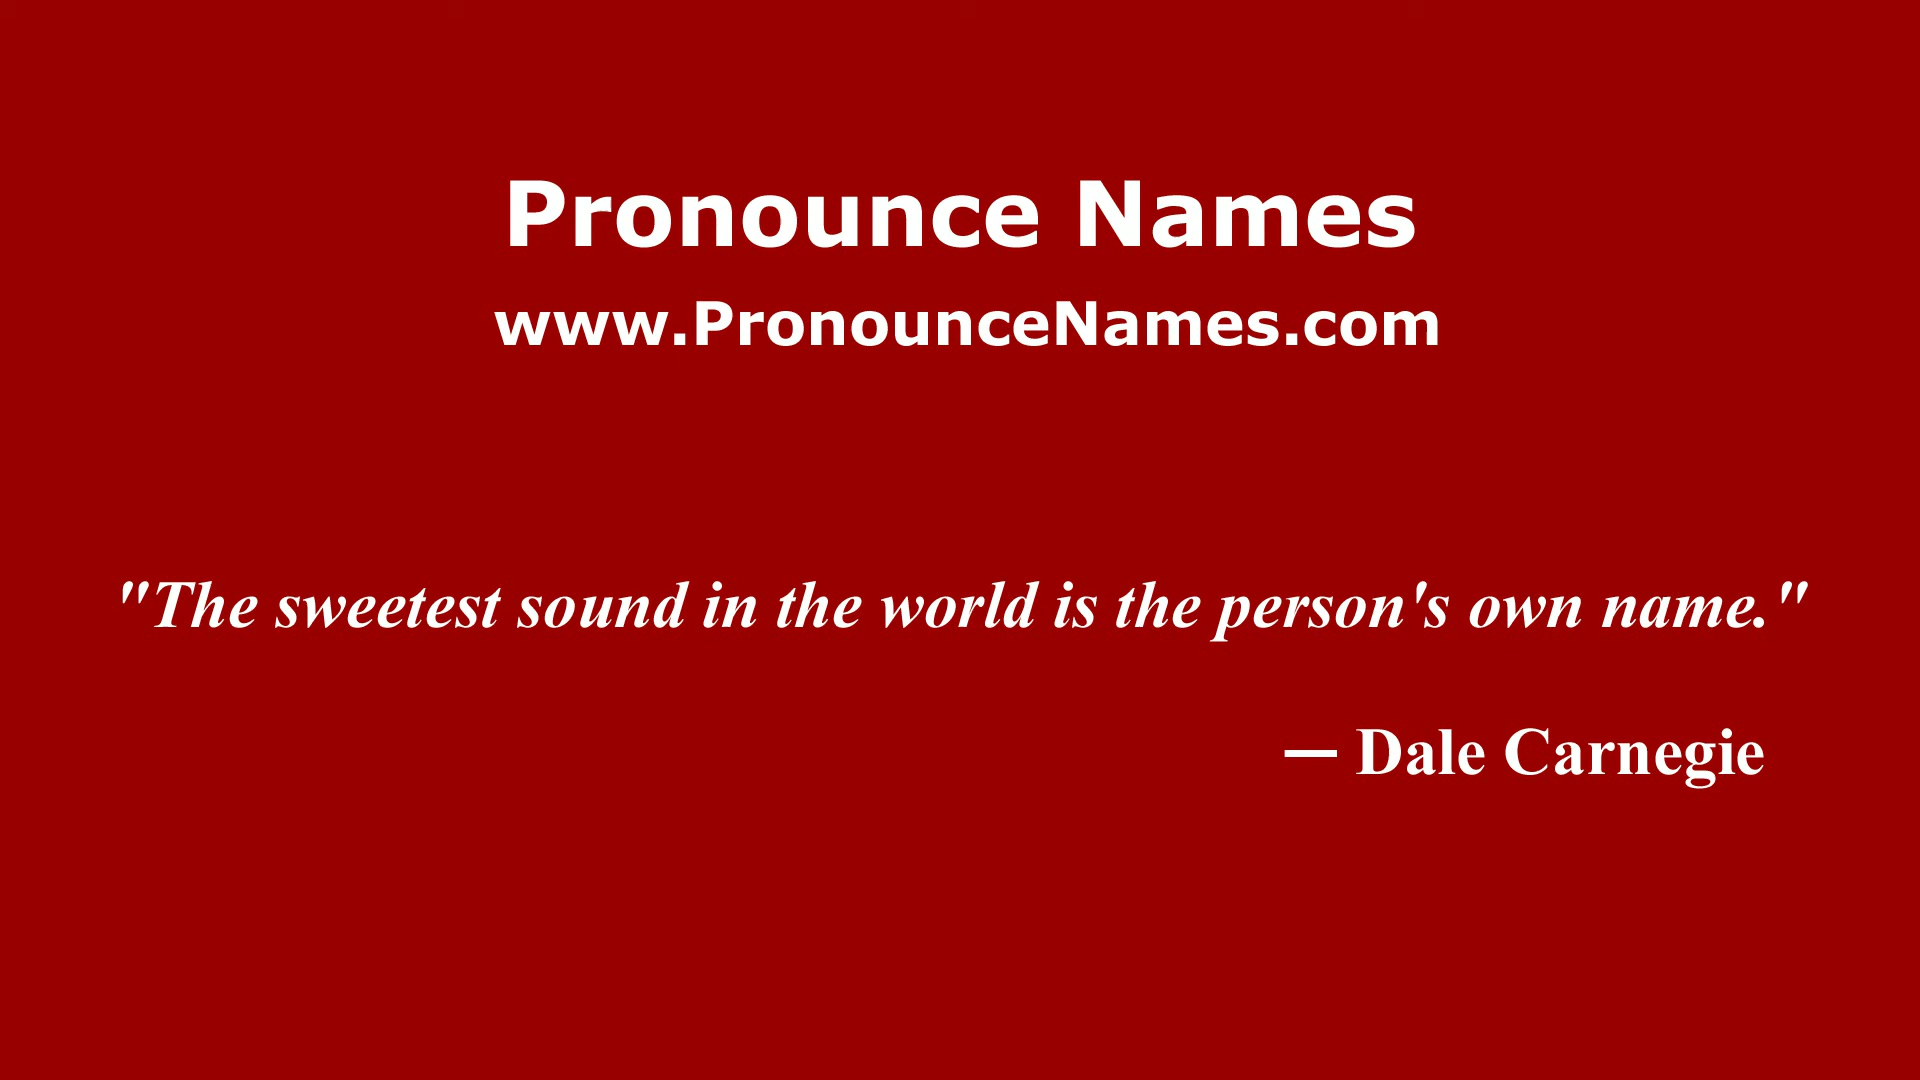 Pronounce Names
www.PronounceNames.com
"The sweetest sound in the world is the person's own name."
— Dale Carnegie